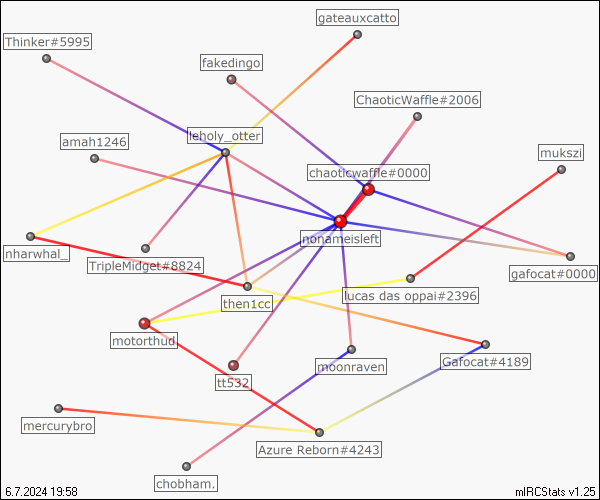 gateauxcatto
Thinker#5995
fakedingo
ChaoticWaffle#2006
leholy_otter
amah1246
mukszi
chaoticwaffle#0000
nonameisleft
nharwhal_
TripleMidget#8824
gafocat#0000
lucas das oppai#2396
then1cc
motorthud
Gafocat#4189
moonraven
tt532
mercurybro
Azure Reborn#4243
chobham.
6.7.2024 19:58
mIRCStats v1.25